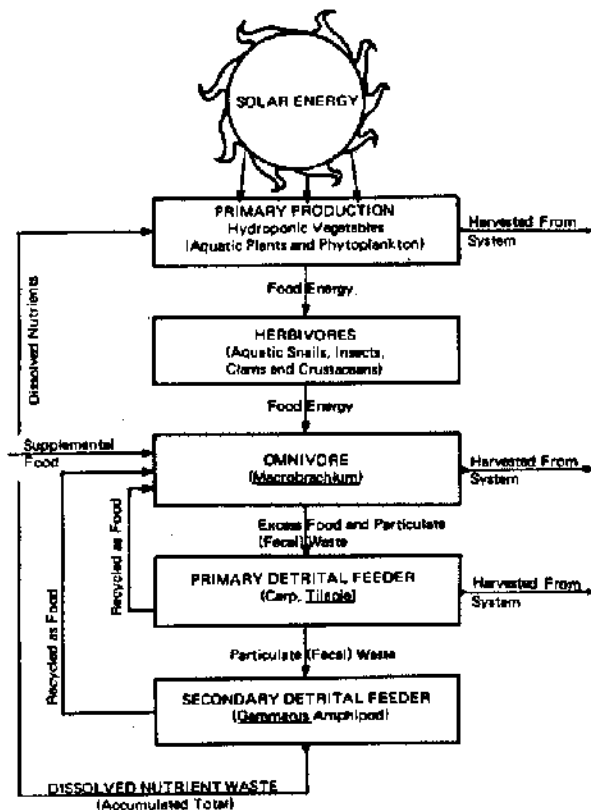 SOLAR ENERGY
PRIMARY PRODUCTION
Hydroponic Vegetables
(Aquatic Plants and Phytoplankton)
Harvested From
System
Dissolved Nutrients
Food Energy
HERBIVORES
(Aquatic Snails, Insects,
Clams and Crustaceans)
Food Energy
Supplemental
Food
OMNIVORE
(Macrobrachium)
Harvested From
System
Excess Food and Particulate
(Fecal) Waste
Recycled as Food
PRIMARY DETRITAL FEEDER
(Carp, Tilapia)
Harvested From
System
Recycled as Food
Particulate (Fecal) Waste
SECONDARY DETRITAL FEEDER
(Gammarus Amphipod)
DISSOLVED NUTRIENT WASTE
(Accumulated Total)